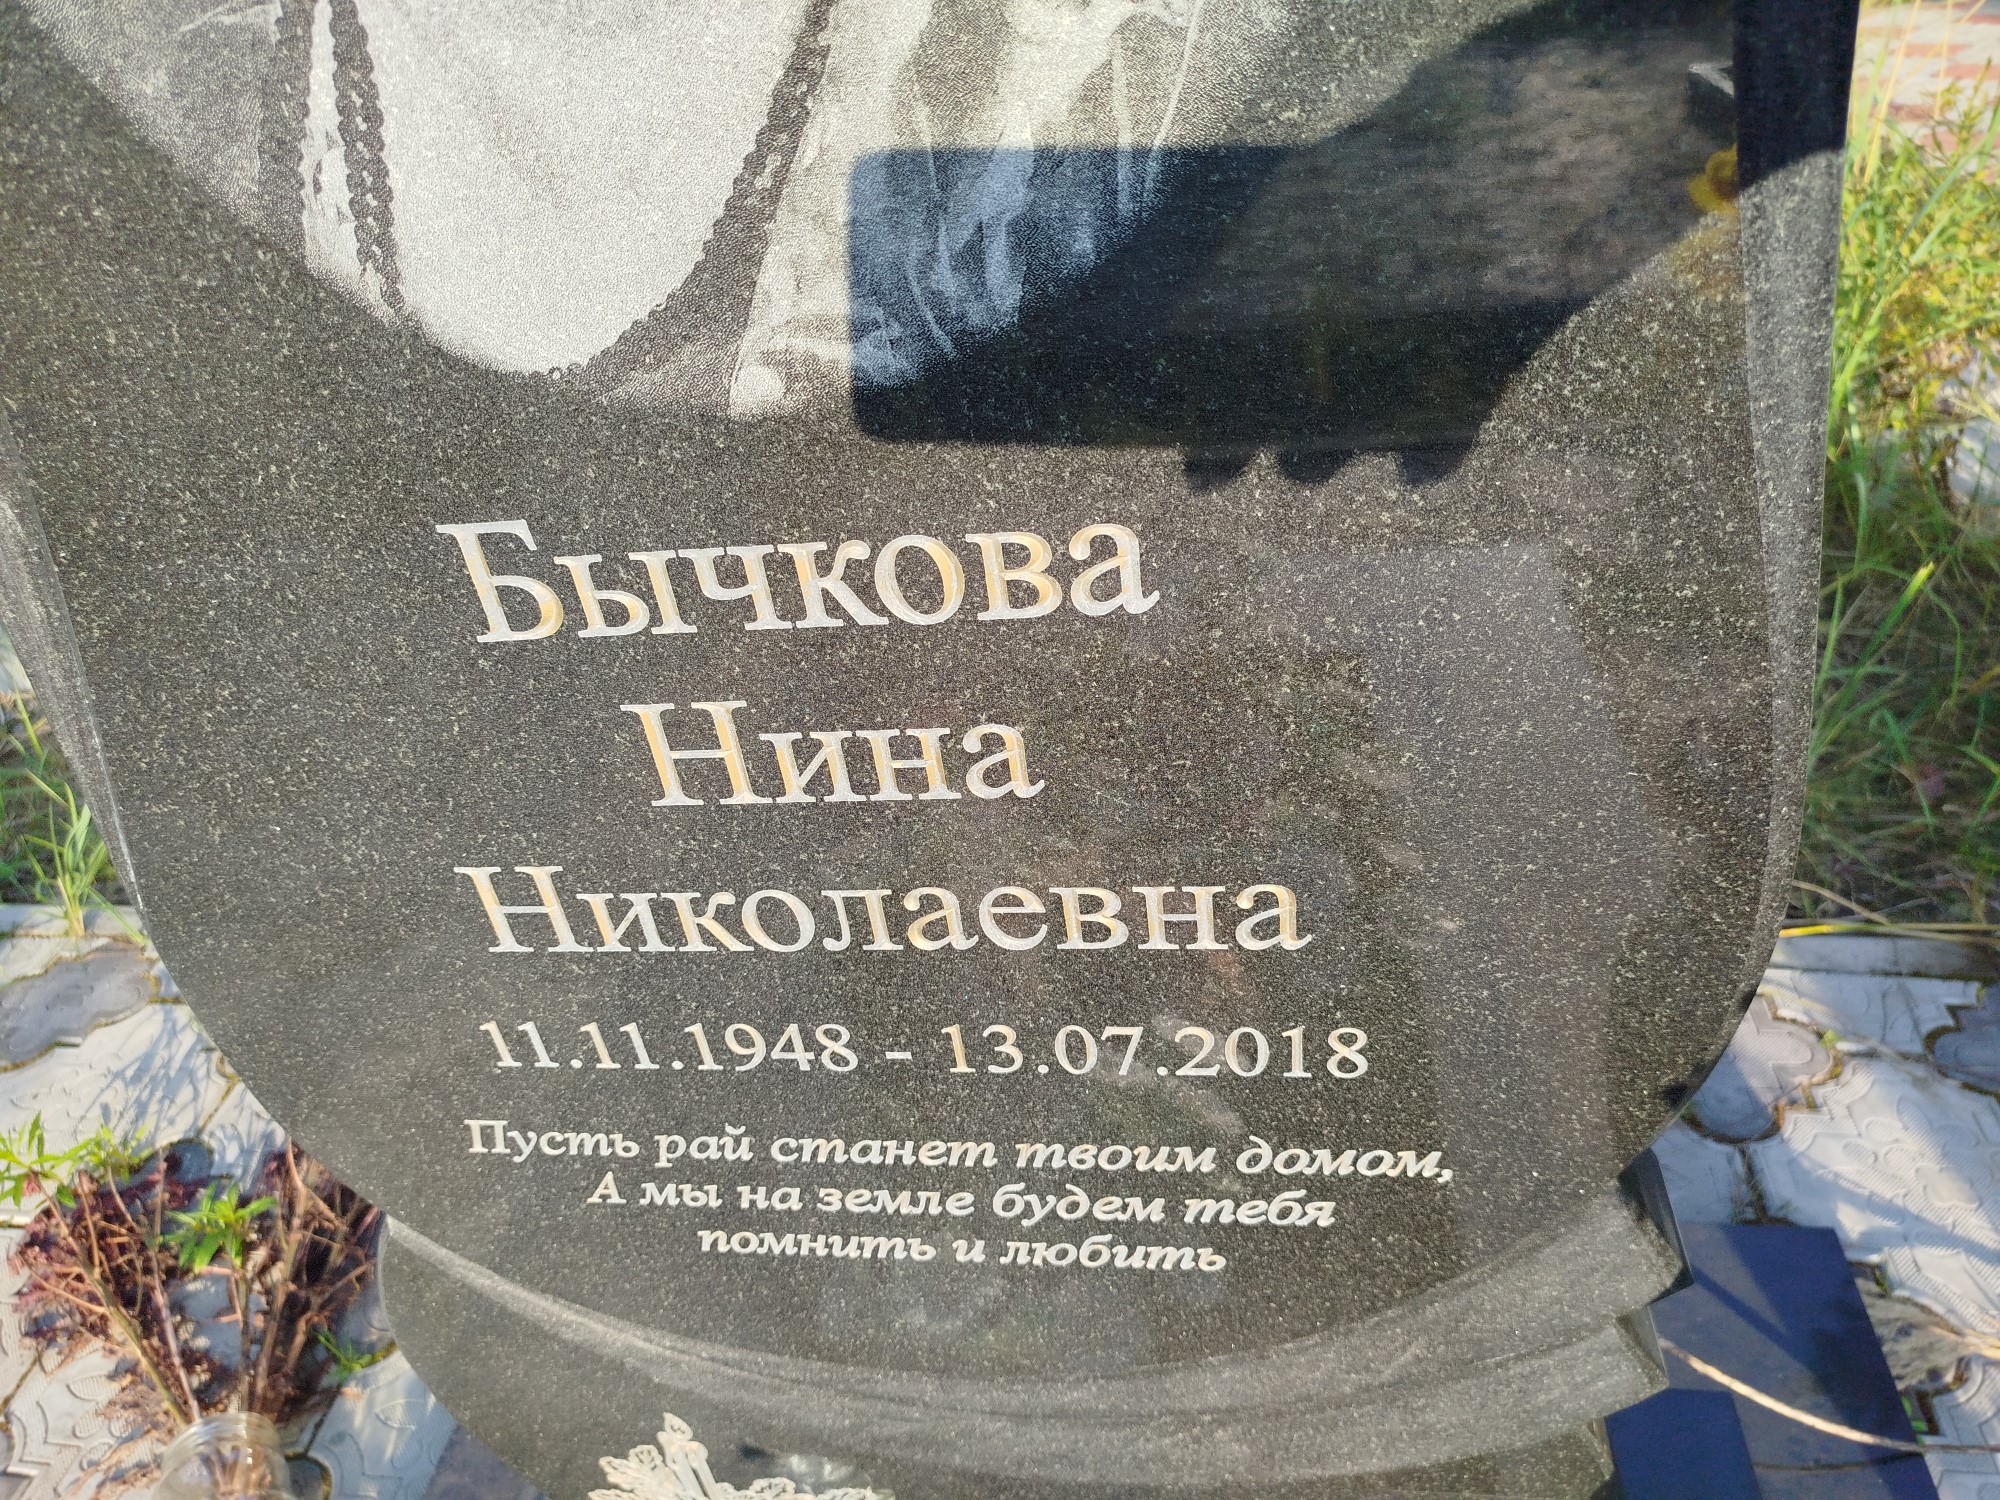 Бычкова
Нина
Николаевна
11.11.1948 - 13.07.2018
Пусть рай станет твоим домом,
А мы на земле будем тебя
помнить и любить